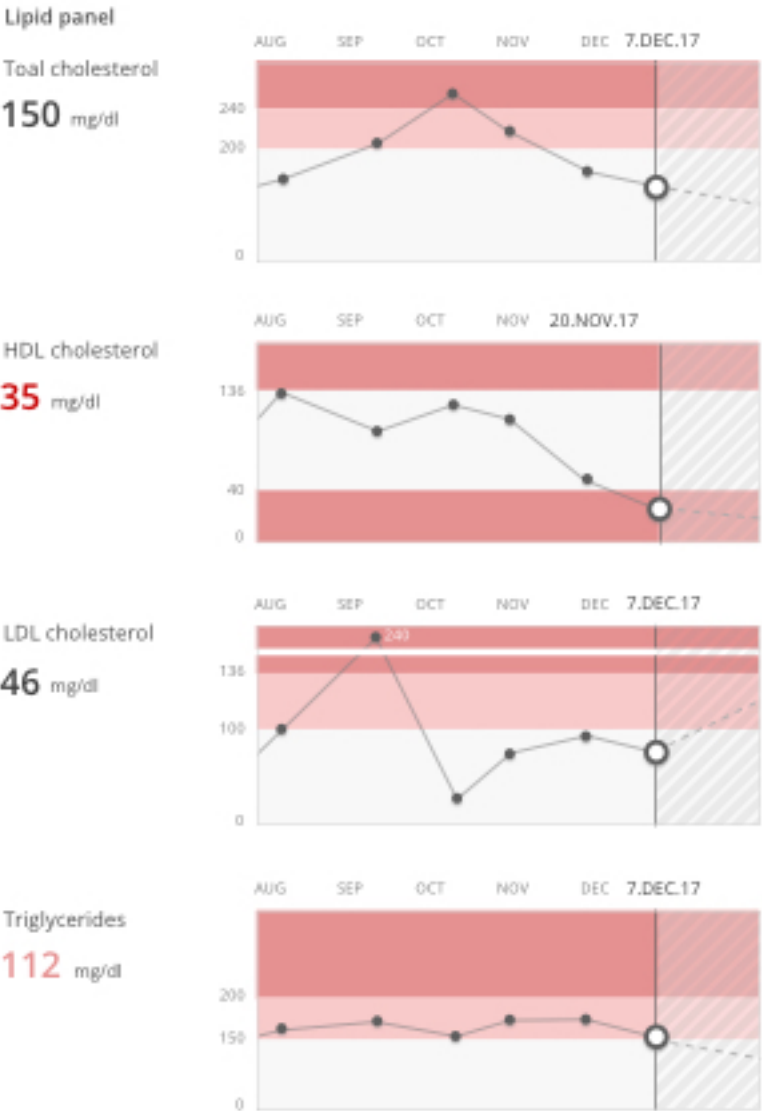 Lipid panel
AUG SEP OCT NOV DEC 7.DEC.17
Toal cholesterol
150 mg/dl
240
200
0
AUG SEP OCT NOV 20.NOV.17
HDL cholesterol
35 mg/dl
136
40
0
AUG SEP OCT NOV DEC 7.DEC.17
LDL cholesterol
240
46 mg/dl
136
100
0
AUG SEP OCT NOV DEC 7.DEC.17
Triglycerides
112 mg/dl
200
150
0